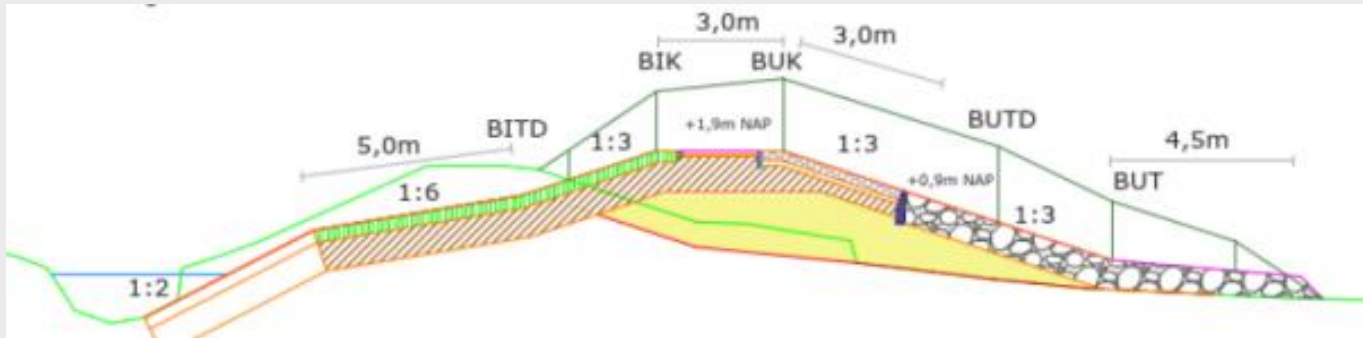 3,0m
3,0m
BIK
BUK
BITD
1:3
+1,9m NAP
1:3
BUTD
5,0m
4,5m
1:6
+0,9m NAP
BUT
1:3
1:2